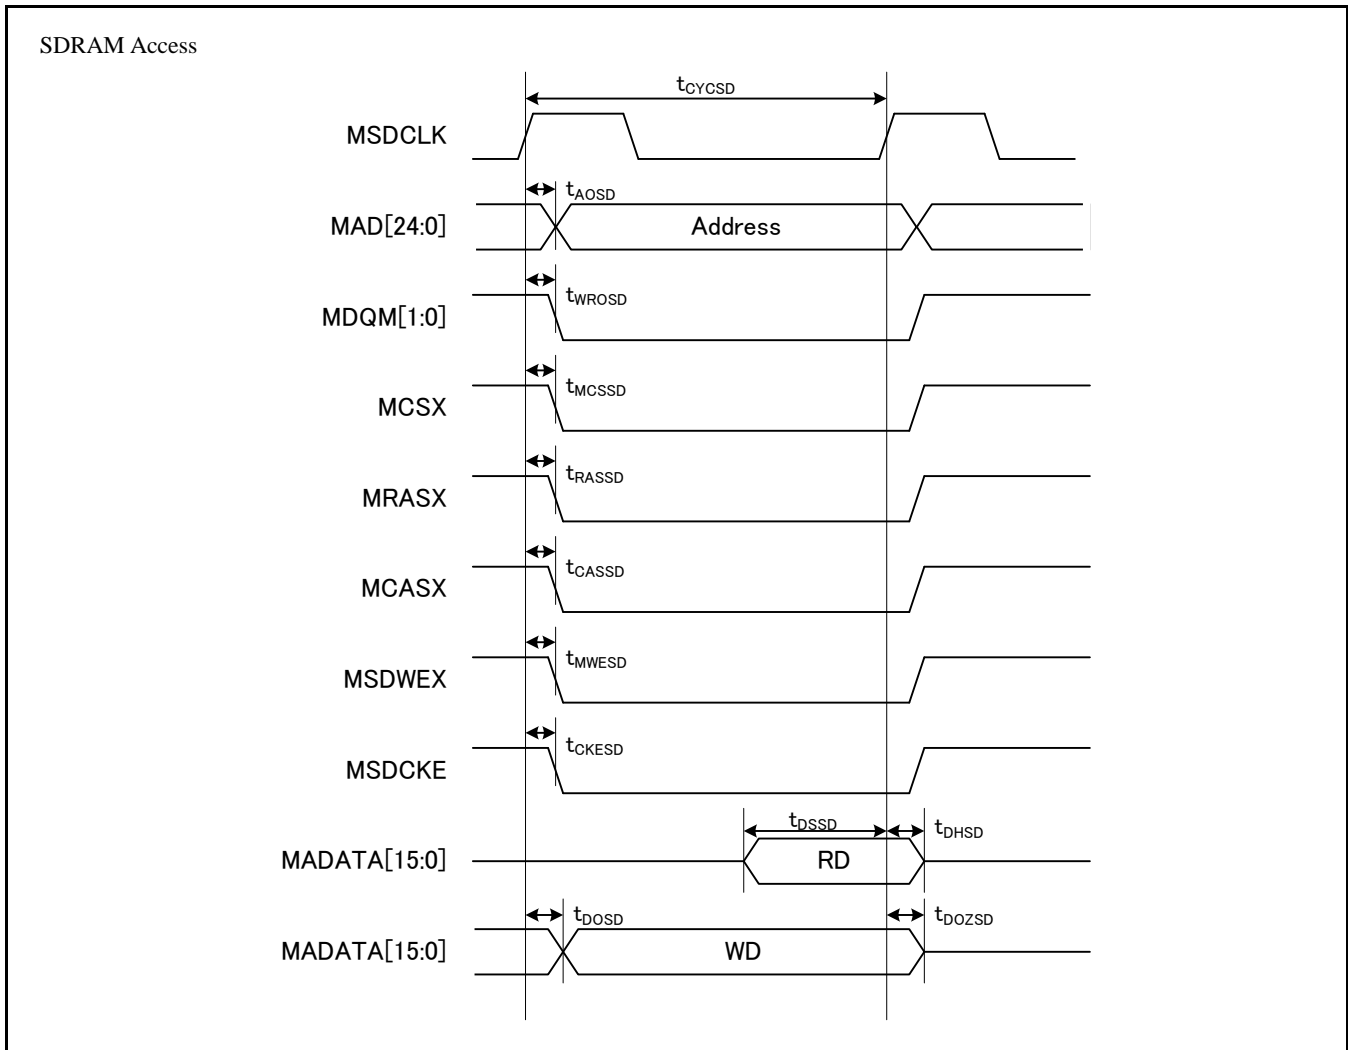 SDRAM Access
tCYCSD
MSDCLK
tAOSD
MAD[24:0]
Address
tWROSD
MDQM[1:0]
tMCSSD
MCSX
tRASSD
MRASX
tCASSD
MCASX
tMWESD
MSDWEX
tCKESD
MSDCKE
tDSSD
tDHSD
MADATA[15:0]
RD
tDOSD
tDOZSD
MADATA[15:0]
WD